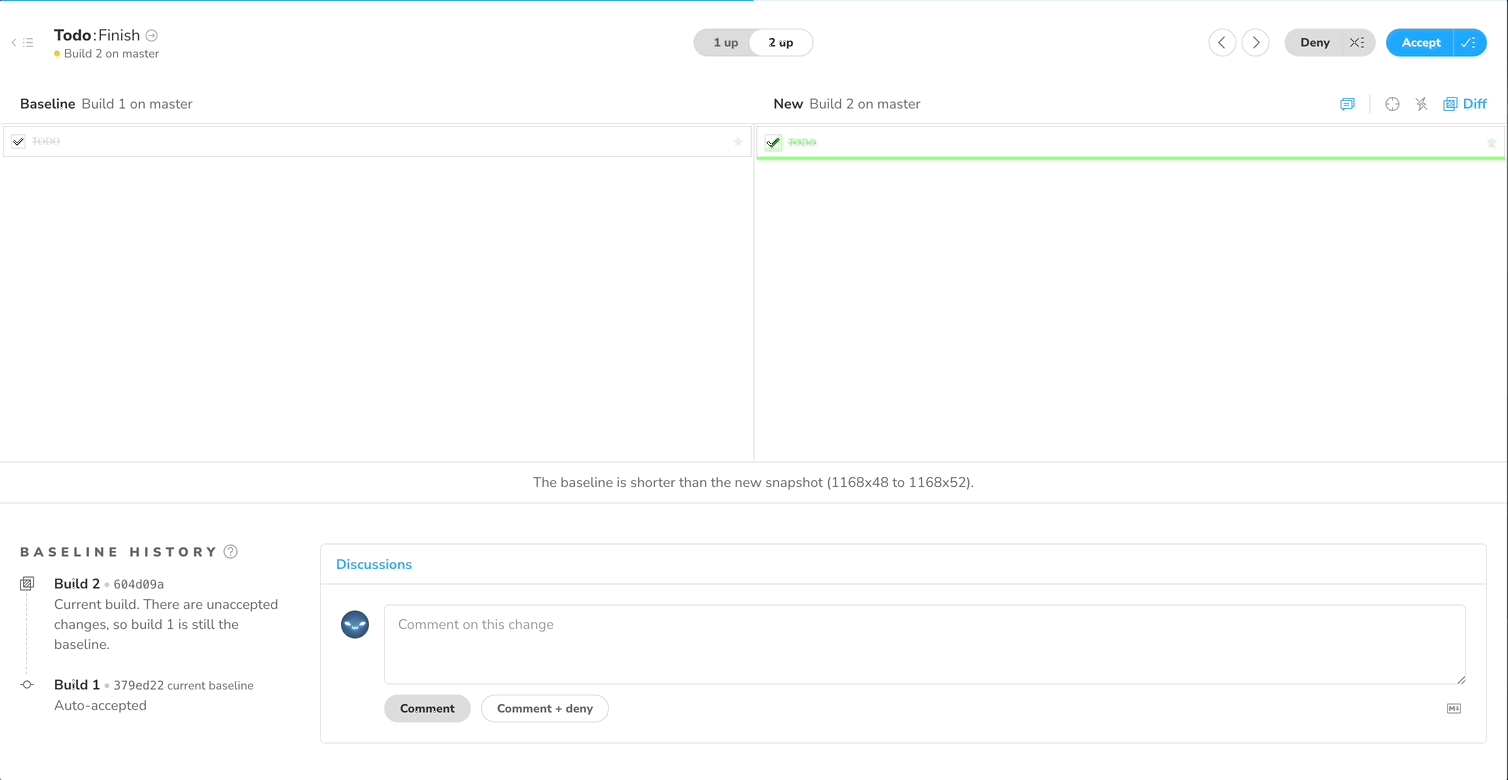 Todo: Finish
Build 2 on master
1 up 2 up
Deny
Accept
Baseline Build 1 on master
New Build 2 on master
Diff
TODO
TODO
The baseline is shorter than the new snapshot (1168x48 to 1168x52).
BASELINE HISTORY ?
Build 2 • 604d09a
Current build. There are unaccepted
changes, so build 1 is still the
baseline.
Build 1 • 379ed22 current baseline
Auto-accepted
Discussions
Comment on this change
Comment
Comment + deny
M↓